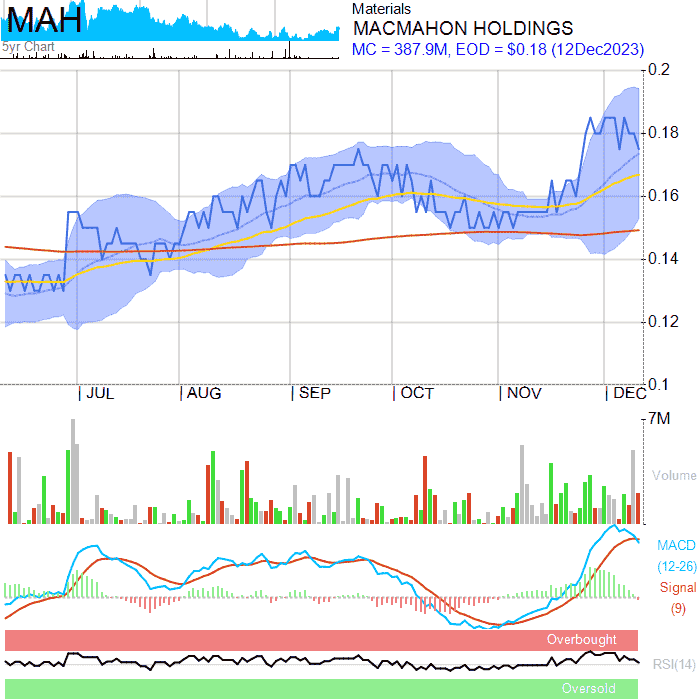 MAH
5yr Chart
Materials
MACMAHON HOLDINGS
MC = 387.9M, EOD = $0.18 (12Dec2023)
0.2
0.18
0.16
0.14
0.12
0.1
JUL AUG SEP OCT NOV DEC
7M
Volume
MACD
(12-26)
Signal
(9)
Overbought
RSI(14)
Oversold